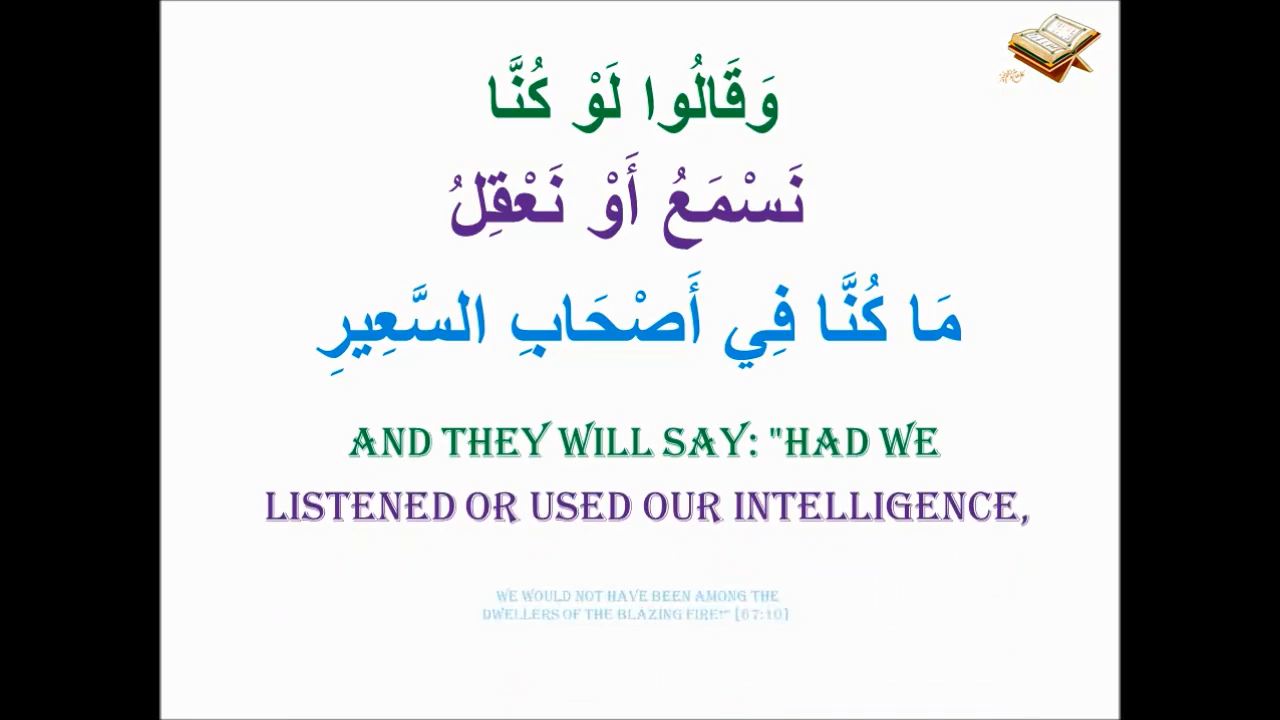 وَقَالُوا لَوْ كُنَّا
نَسْمَعُ أَوْ نَعْقِلُ
مَا كُنَّا فِي أَصْحَابِ السَّعِيرِ
AND THEY WILL SAY: "HAD WE
LISTENED OR USED OUR INTELLIGENCE,
WE WOULD NOT HAVE BEEN AMONG THE
DWELLERS OF THE BLAZING FIRE!" [67:10]